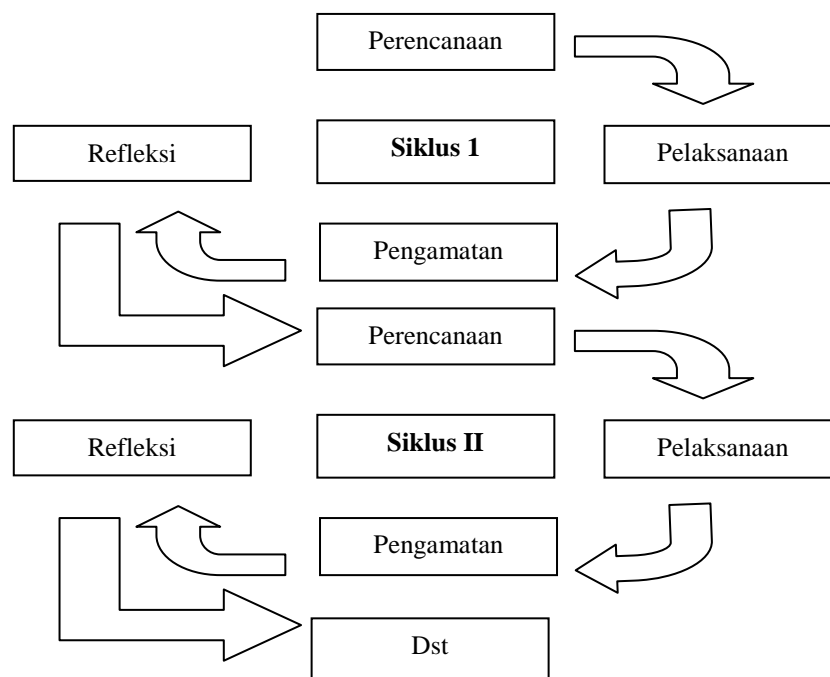 Perencanaan
Refleksi
Siklus 1
Pelaksanaan
Pengamatan
Perencanaan
Refleksi
Siklus II
Pelaksanaan
Pengamatan
Dst